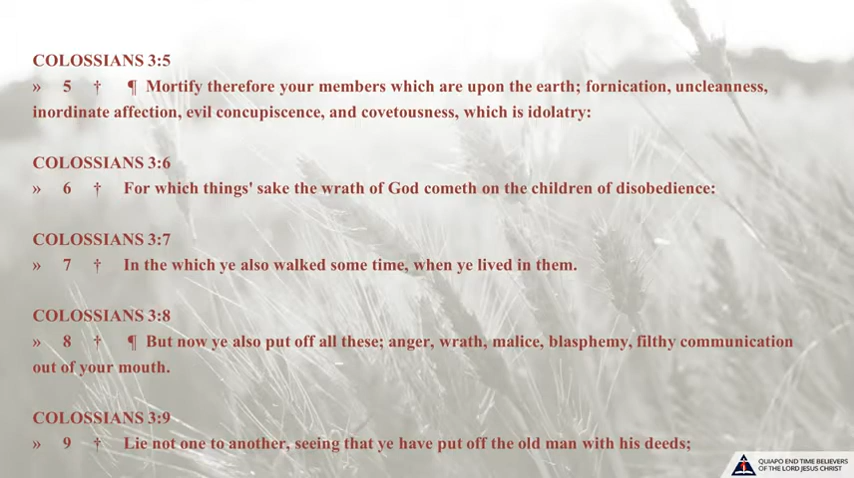 COLOSSIANS 3:5
» 5 † ¶ Mortify therefore your members which are upon the earth; fornication, uncleanness,
inordinate affection, evil concupiscence, and covetousness, which is idolatry:
COLOSSIANS 3:6
» 6 † For which things' sake the wrath of God cometh on the children of disobedience:
COLOSSIANS 3:7
» 7 † In the which ye also walked some time, when ye lived in them.
COLOSSIANS 3:8
» 8 † ¶ But now ye also put off all these; anger, wrath, malice, blasphemy, filthy communication
out of your mouth.
COLOSSIANS 3:9
» 9 † Lie not one to another, seeing that ye have put off the old man with his deeds;
QUIAPO END TIME BELIEVERS
OF THE LORD JESUS CHRIST